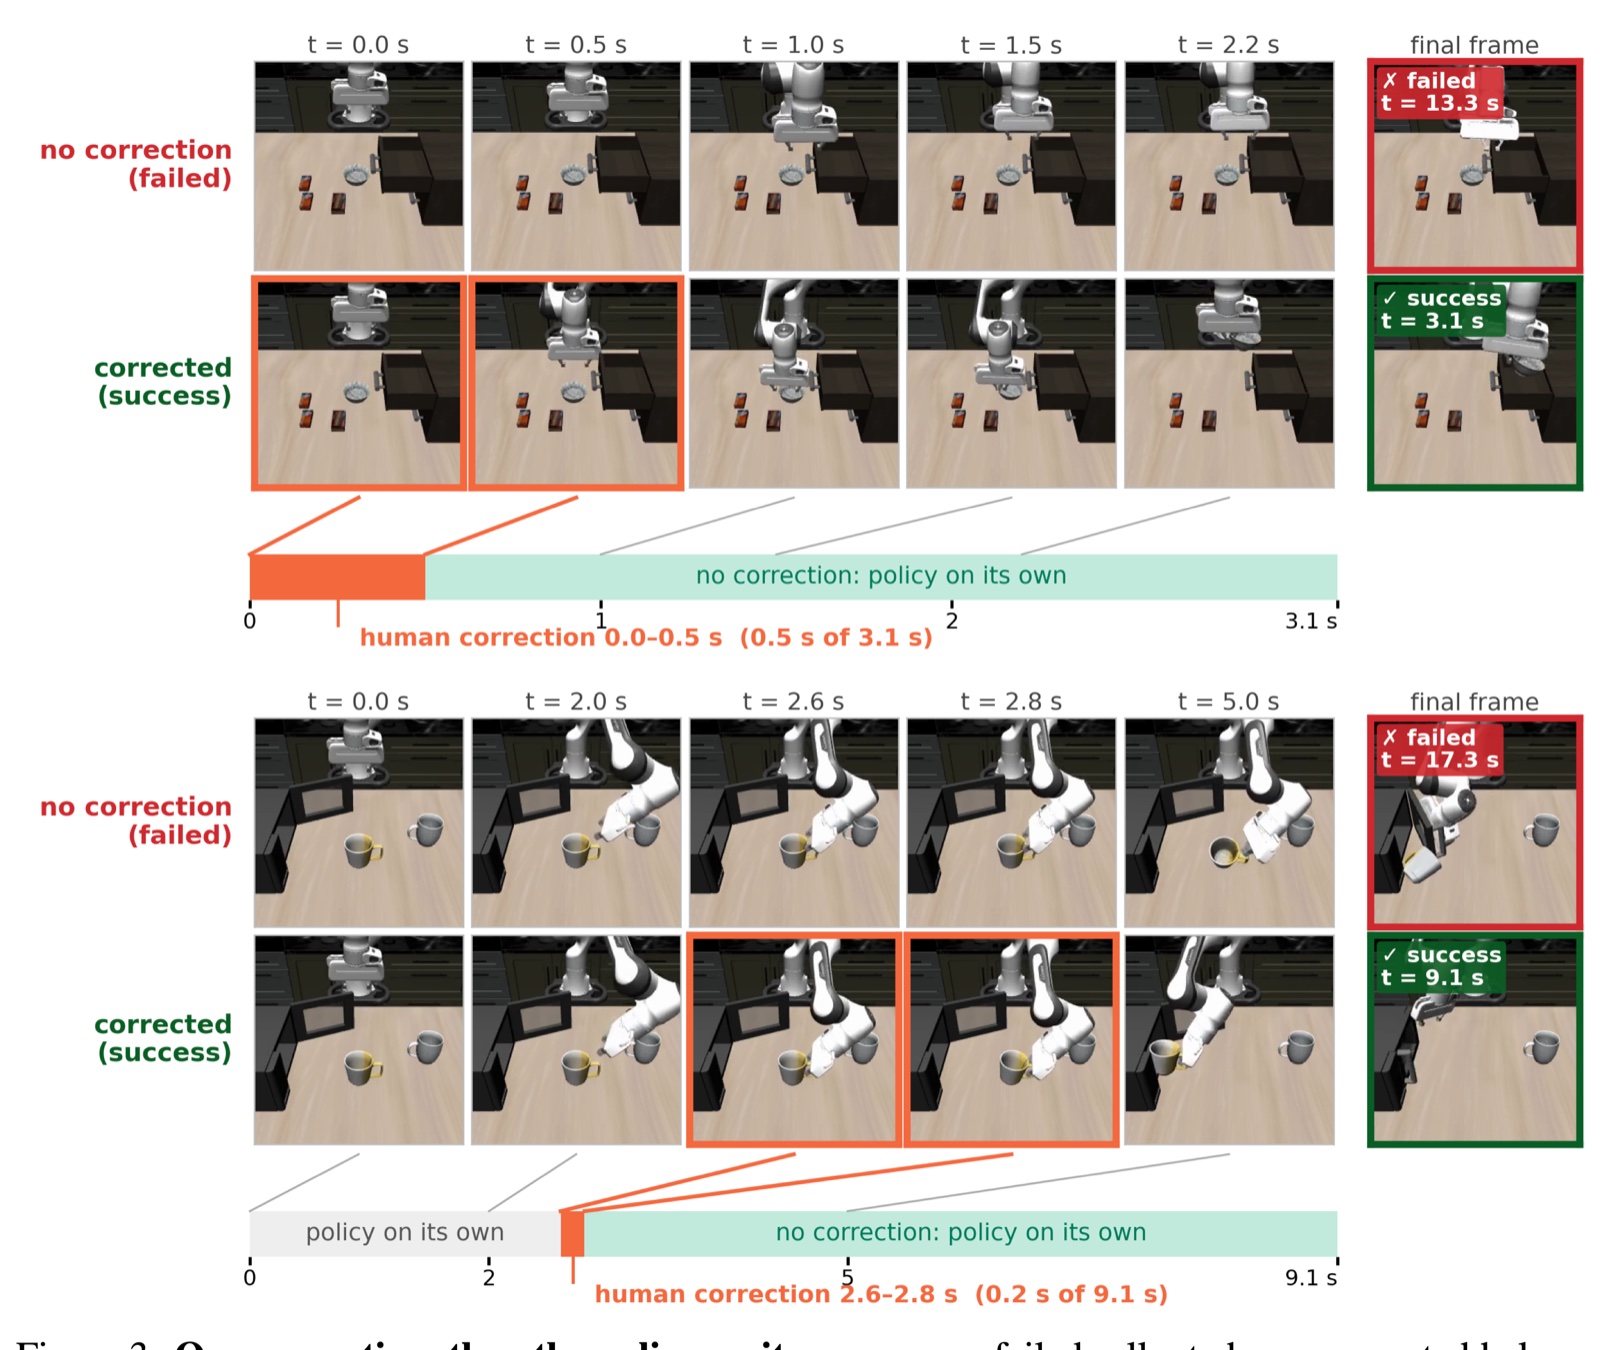 t = 0.0 s t = 0.5 s t = 1.0 s t = 1.5 s t = 2.2 s final frame
no correction
(failed)
✗ failed
t = 13.3 s
corrected
(success)
✓ success
t = 3.1 s
no correction: policy on its own
0 1 2 3.1 s
human correction 0.0–0.5 s (0.5 s of 3.1 s)
t = 0.0 s t = 2.0 s t = 2.6 s t = 2.8 s t = 5.0 s final frame
no correction
(failed)
✗ failed
t = 17.3 s
corrected
(success)
✓ success
t = 9.1 s
policy on its own no correction: policy on its own
0 2 5 9.1 s
human correction 2.6–2.8 s (0.2 s of 9.1 s)